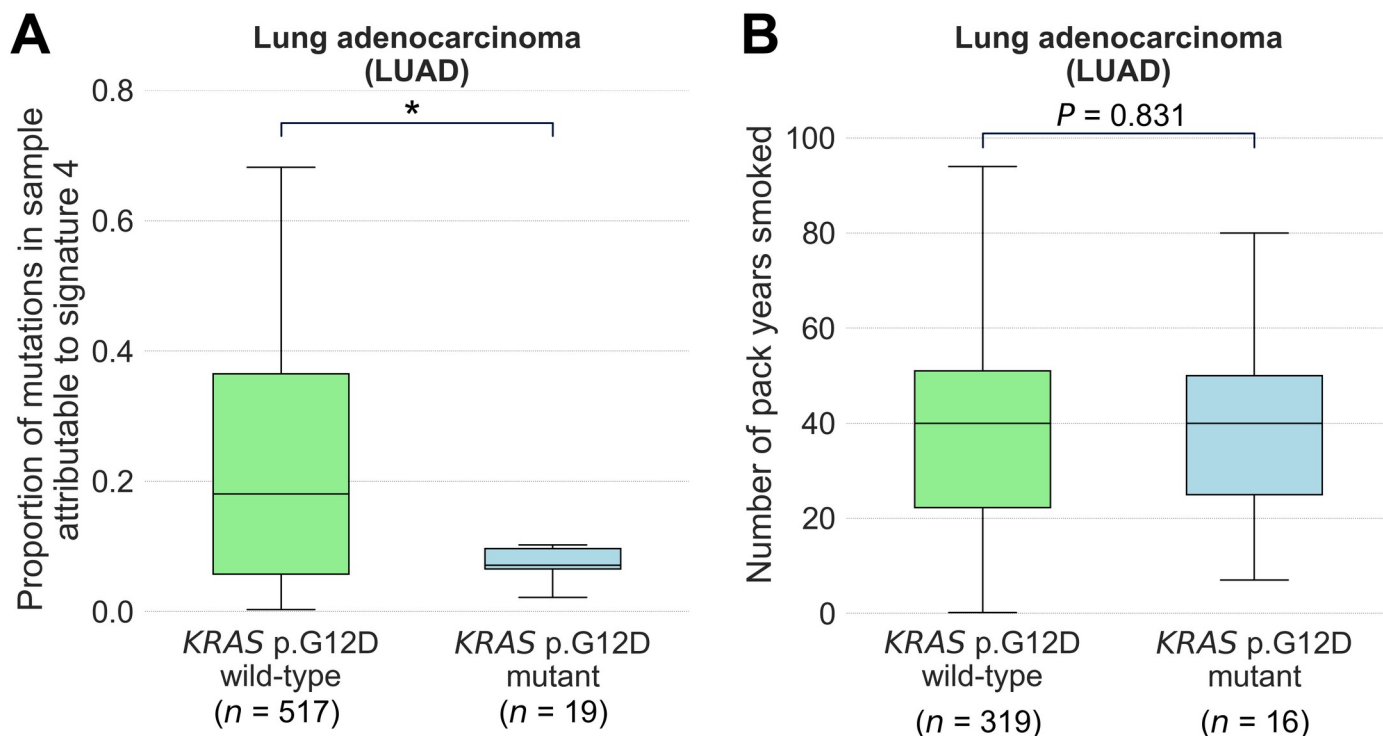 A
Lung adenocarcinoma
(LUAD)
Proportion of mutations in sample
attributable to signature 4
0.8
0.6
0.4
0.2
0.0
*
KRAS p.G12D
wild-type
(n = 517)
KRAS p.G12D
mutant
(n = 19)
B
Lung adenocarcinoma
(LUAD)
Number of pack years smoked
100
80
60
40
20
0
P = 0.831
KRAS p.G12D
wild-type
(n = 319)
KRAS p.G12D
mutant
(n = 16)